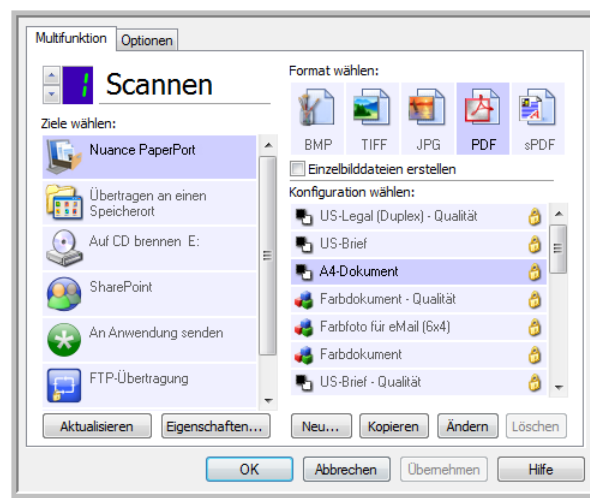 Multifunktion
Optionen
1
Scannen
Ziele wählen:
Nuance PaperPort
Übertragen an einen
Speicherort
Auf CD brennen E:
SharePoint
An Anwendung senden
FTP-Übertragung
Aktualisieren
Eigenschaften...
Format wählen:
BMP
TIFF
JPG
PDF
sPDF
Einzelbilddateien erstellen
Konfiguration wählen:
US-Legal (Duplex) - Qualität
US-Brief
A4-Dokument
Farbdokument - Qualität
Farbfoto für eMail (6x4)
Farbdokument
US-Brief - Qualität
Neu...
Kopieren
Ändern
Löschen
OK
Abbrechen
Übernehmen
Hilfe